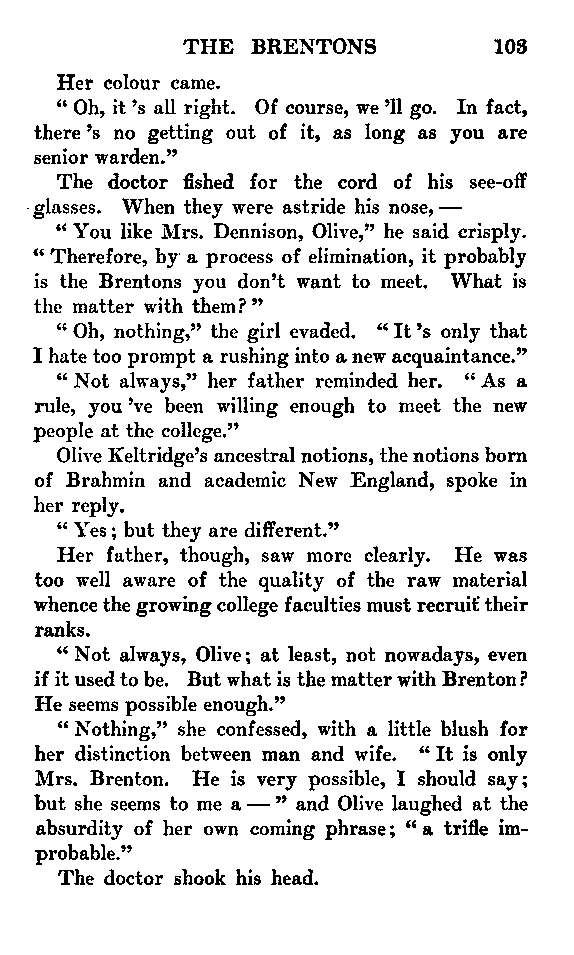 THE BRENTONS 103
Her colour came.
“ Oh, it ’s all right. Of course, we ’ll go. In fact,
there ’s no getting out of it, as long as you are
senior warden.”
The doctor fished for the cord of his see-off
glasses. When they were astride his nose, —
“ You like Mrs. Dennison, Olive,” he said crisply.
“ Therefore, by a process of elimination, it probably
is the Brentons you don’t want to meet. What is
the matter with them? ”
“ Oh, nothing,” the girl evaded. “ It ’s only that
I hate too prompt a rushing into a new acquaintance.”
“ Not always,” her father reminded her. “ As a
rule, you ’ve been willing enough to meet the new
people at the college.”
Olive Keltridge’s ancestral notions, the notions born
of Brahmin and academic New England, spoke in
her reply.
“ Yes ; but they are different.”
Her father, though, saw more clearly. He was
too well aware of the quality of the raw material
whence the growing college faculties must recruit their
ranks.
“ Not always, Olive ; at least, not nowadays, even
if it used to be. But what is the matter with Brenton?
He seems possible enough.”
“ Nothing,” she confessed, with a little blush for
her distinction between man and wife. “ It is only
Mrs. Brenton. He is very possible, I should say ;
but she seems to me a — ” and Olive laughed at the
absurdity of her own coming phrase ; “ a trifle im-
probable.”
The doctor shook his head.